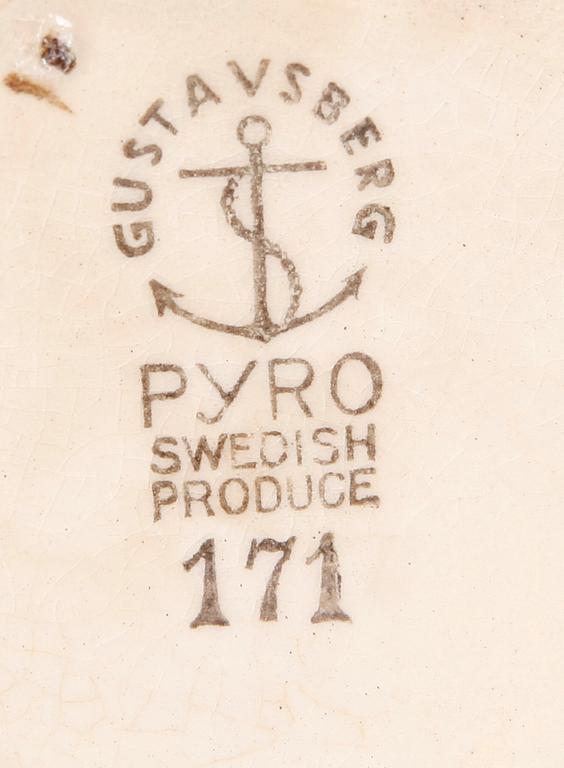 GUSTAVSBERG
PYRO
SWEDISH
PRODUCE
171